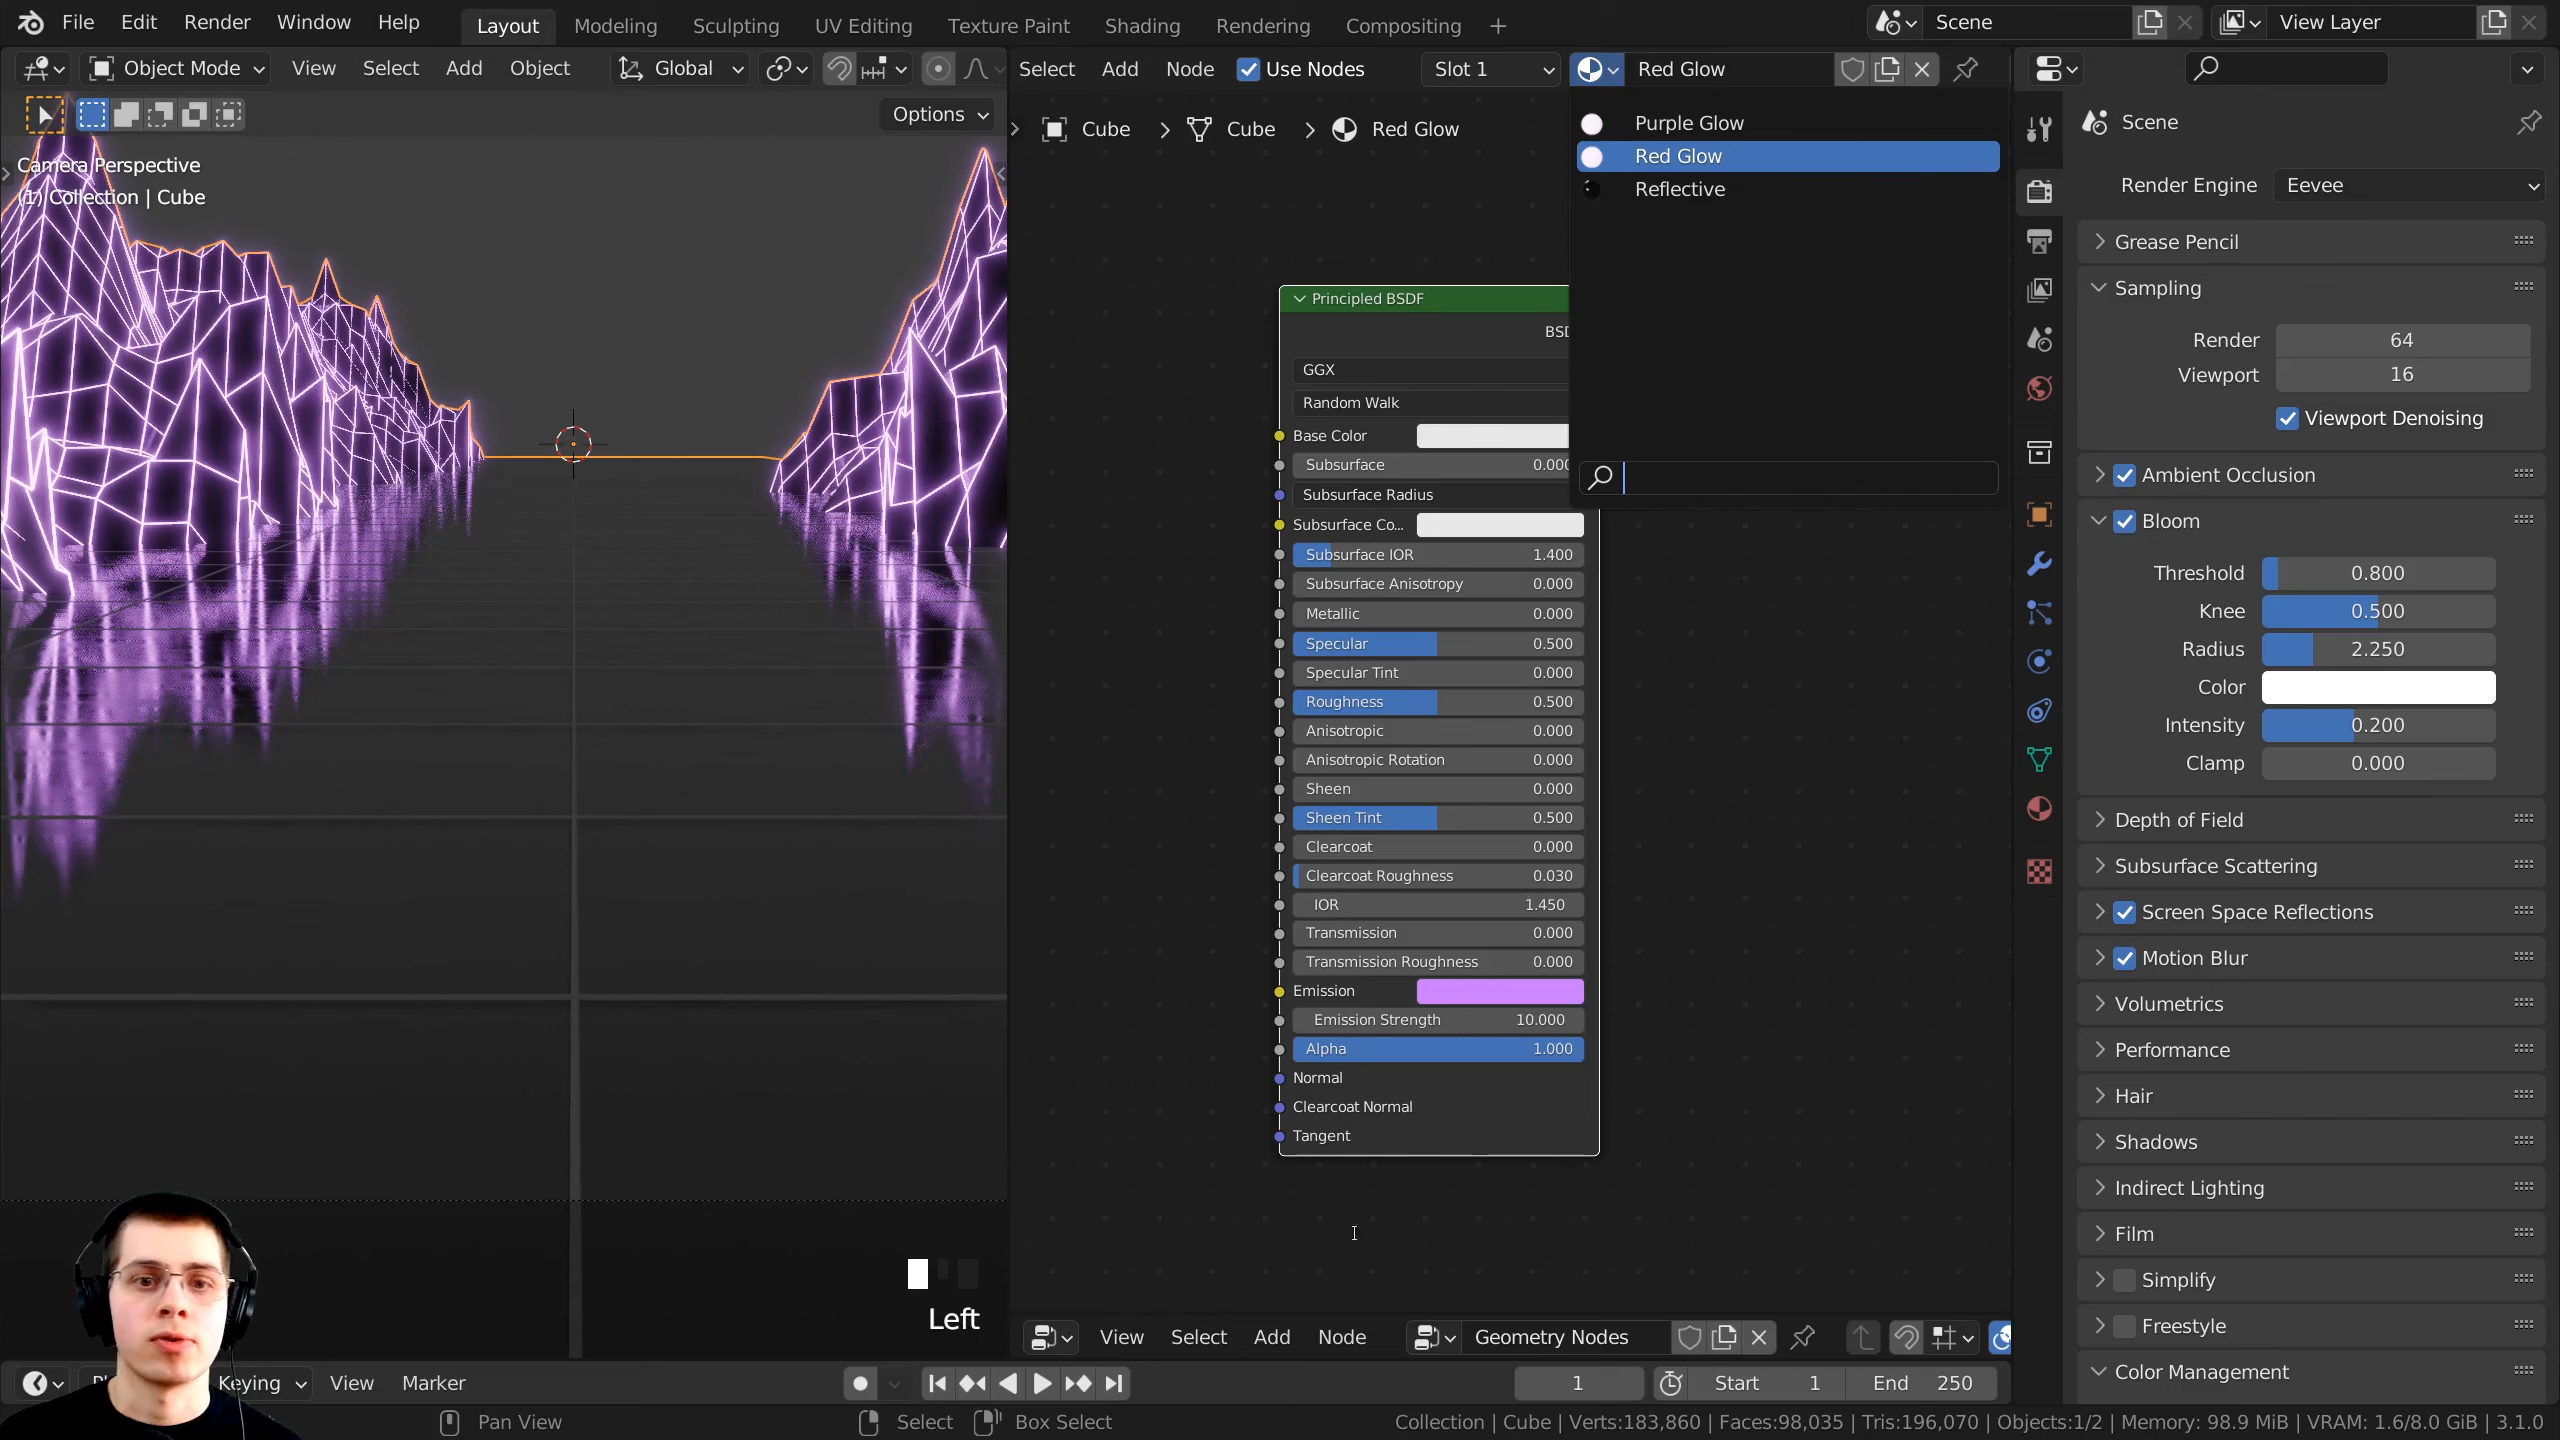 File Edit Render Window Help Layout Modeling Sculpting UV Editing Texture Paint Shading Rendering Compositing + Scene View Layer
Object Mode View Select Add Object Global Select Add Node Use Nodes Slot 1 Red Glow
Options
Camera Perspective
(1) Collection | Cube
Cube Cube Red Glow
Purple Glow
Red Glow
Reflective
Principled BSDF
GGX
Random Walk
Base Color
Subsurface 0.000
Subsurface Radius
Subsurface Co...
Subsurface IOR 1.400
Subsurface Anisotropy 0.000
Metallic 0.000
Specular 0.500
Specular Tint 0.000
Roughness 0.500
Anisotropic 0.000
Anisotropic Rotation 0.000
Sheen 0.000
Sheen Tint 0.500
Clearcoat 0.000
Clearcoat Roughness 0.030
IOR 1.450
Transmission 0.000
Transmission Roughness 0.000
Emission
Emission Strength 10.000
Alpha 1.000
Normal
Clearcoat Normal
Tangent
Scene
Render Engine Eevee
Grease Pencil
Sampling
Render 64
Viewport 16
Viewport Denoising
Ambient Occlusion
Bloom
Threshold 0.800
Knee 0.500
Radius 2.250
Color
Intensity 0.200
Clamp 0.000
Depth of Field
Subsurface Scattering
Screen Space Reflections
Motion Blur
Volumetrics
Performance
Hair
Shadows
Indirect Lighting
Film
Simplify
Freestyle
Color Management
Left
View Select Add Node Geometry Nodes
Keying View Marker 1 Start 1 End 250
Pan View Select Box Select Collection | Cube | Verts:183,860 | Faces:98,035 | Tris:196,070 | Objects:1/2 | Memory: 98.9 MiB | VRAM: 1.6/8.0 GiB | 3.1.0